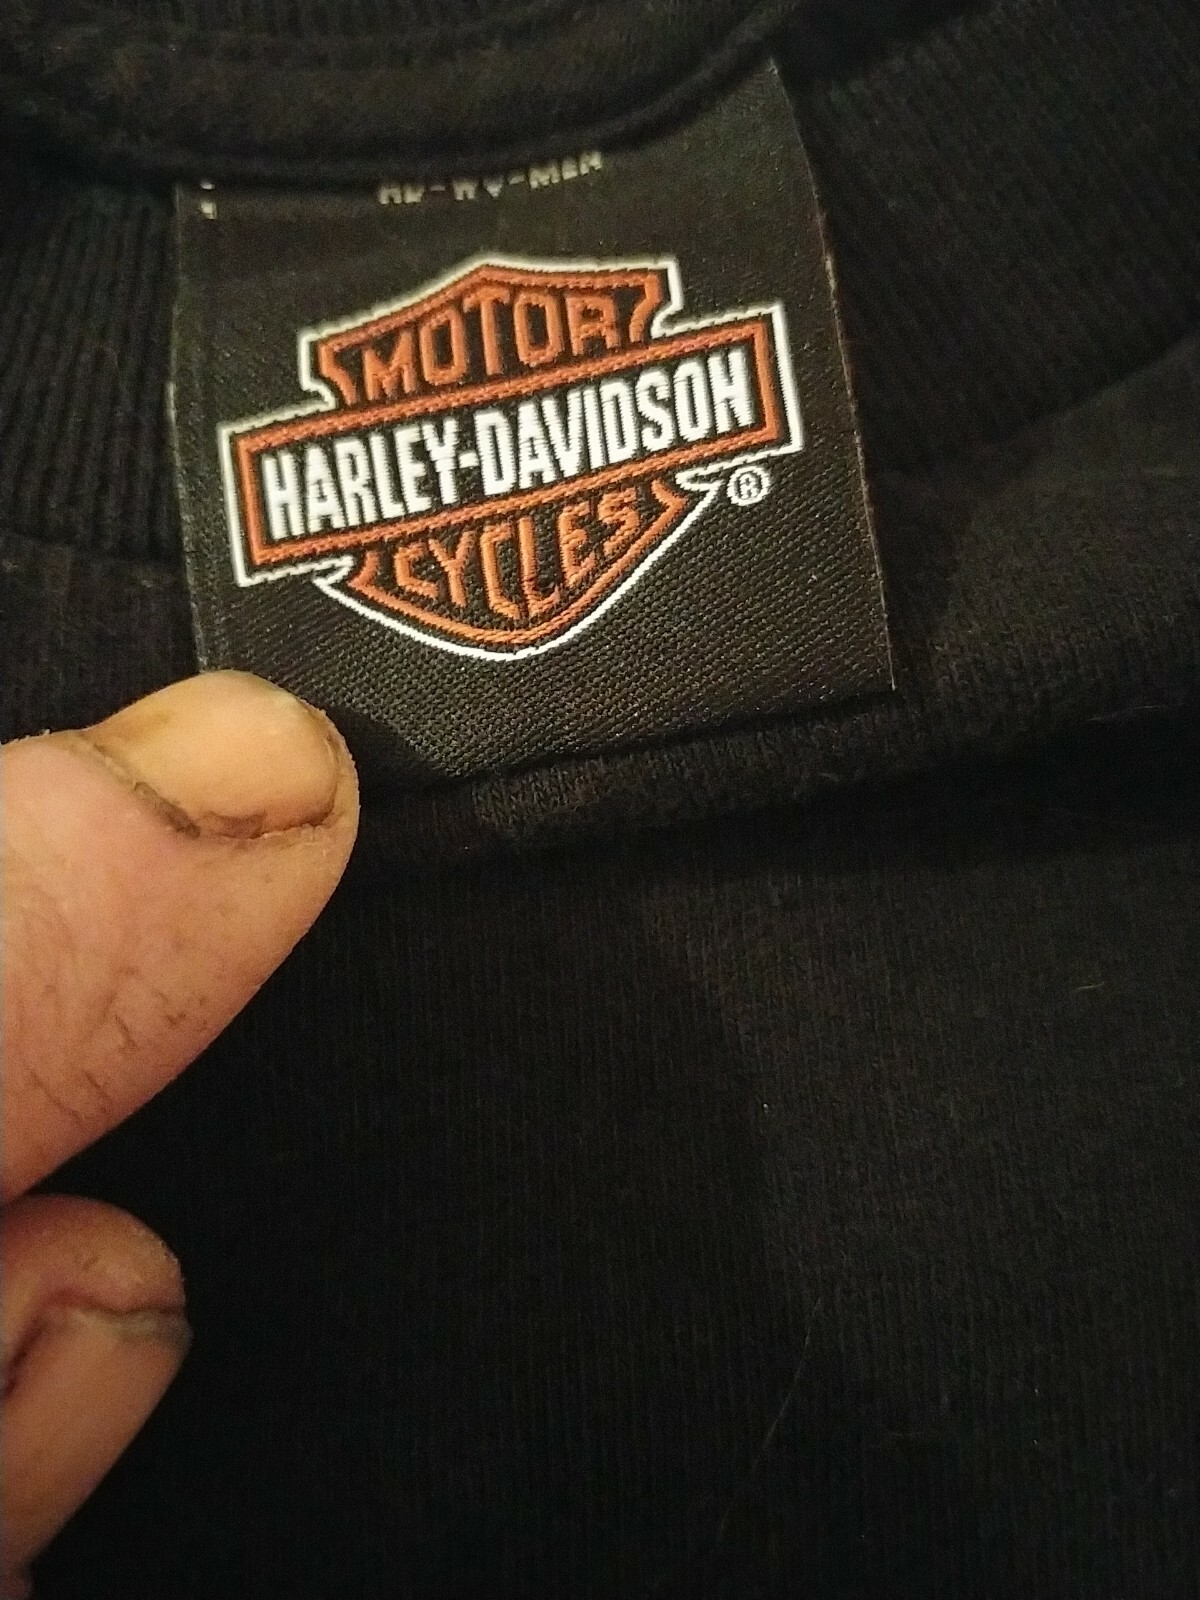 MOTOR
HARLEY-DAVIDSON
CYCLES
®